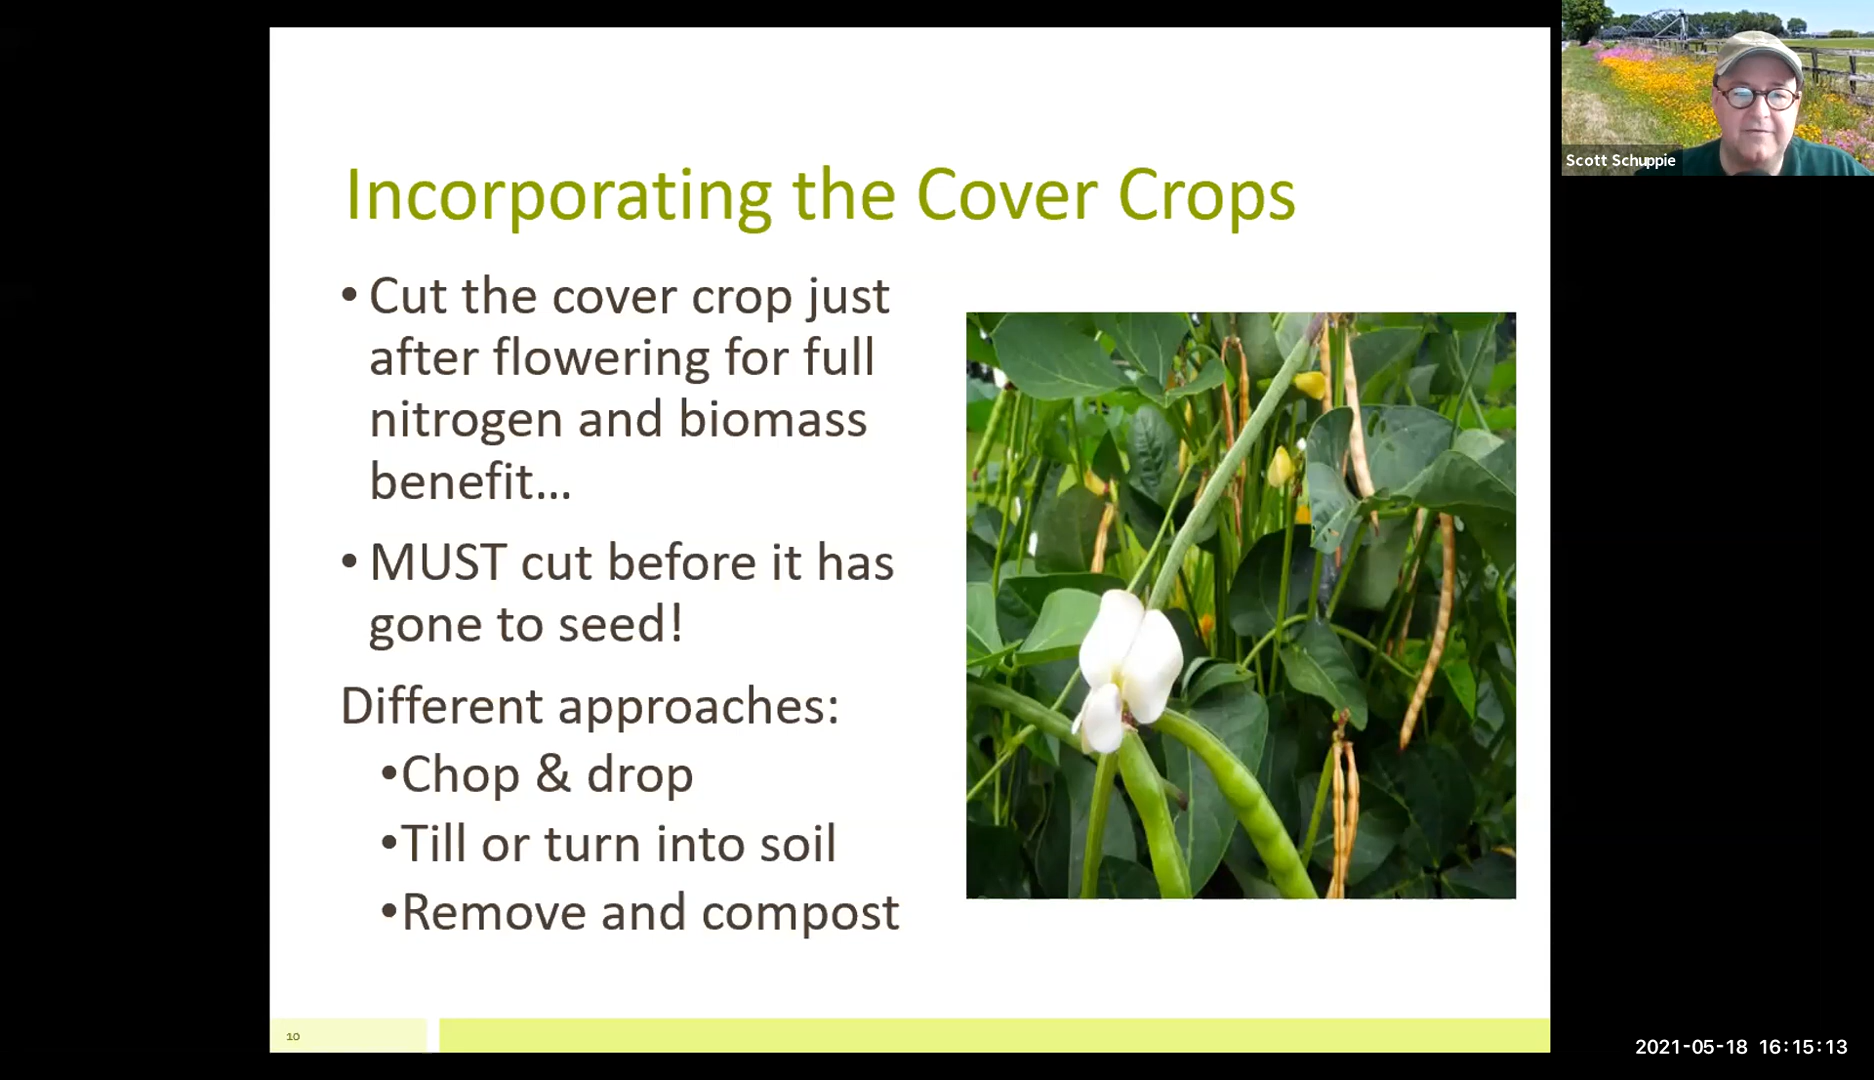 Incorporating the Cover Crops
• Cut the cover crop just
after flowering for full
nitrogen and biomass
benefit...
• MUST cut before it has
gone to seed!
Different approaches:
•Chop & drop
•Till or turn into soil
•Remove and compost
10
Scott Schuppie
2021-05-18 16:15:13